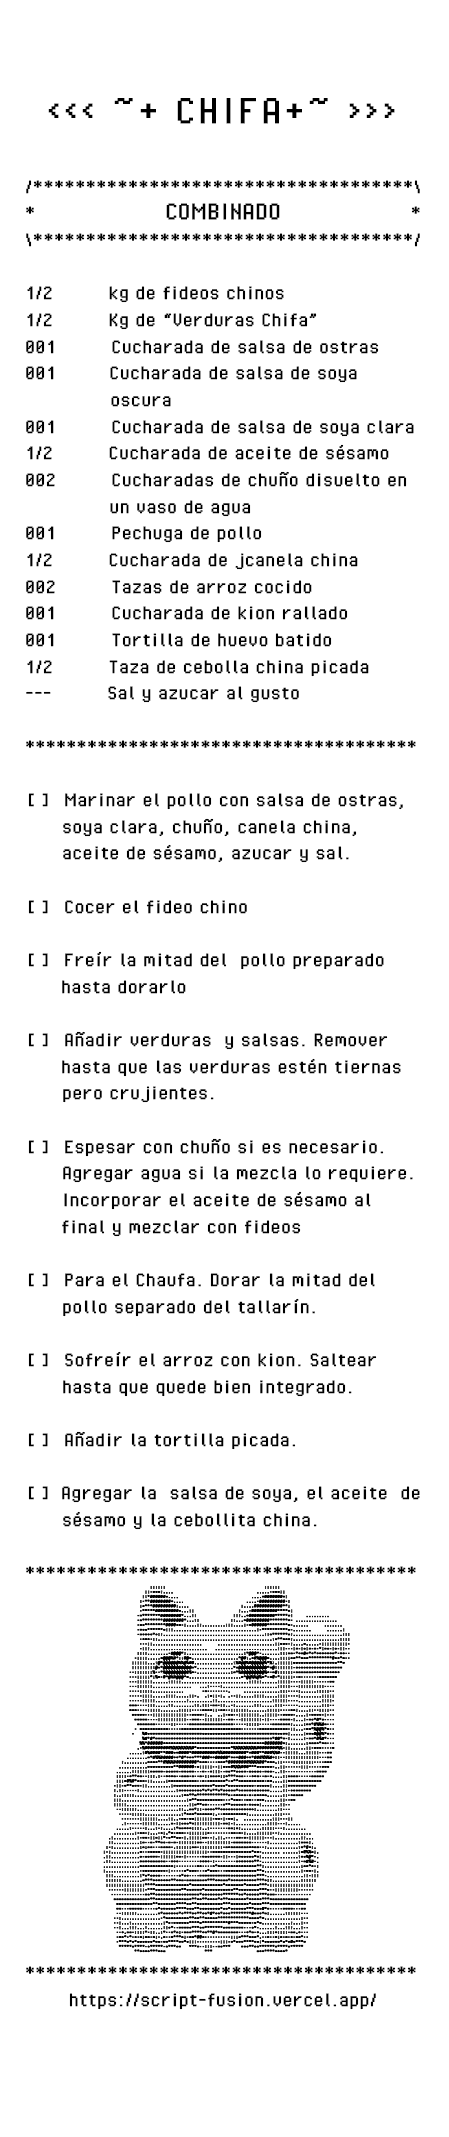 <<< ~+ CHIFA+~ >>>
/************************************\
* COMBINADO *
\************************************/
1/2 kg de fideos chinos
1/2 Kg de “Verduras Chifa”
001 Cucharada de salsa de ostras
001 Cucharada de salsa de soya
oscura
001 Cucharada de salsa de soya clara
1/2 Cucharada de aceite de sésamo
002 Cucharadas de chuño disuelto en
un vaso de agua
001 Pechuga de pollo
1/2 Cucharada de jcanela china
002 Tazas de arroz cocido
001 Cucharada de kion rallado
001 Tortilla de huevo batido
1/2 Taza de cebolla china picada
--- Sal y azucar al gusto
***************************************
[ ] Marinar el pollo con salsa de ostras,
soya clara, chuño, canela china,
aceite de sésamo, azucar y sal.
[ ] Cocer el fideo chino
[ ] Freír la mitad del pollo preparado
hasta dorarlo
[ ] Añadir verduras y salsas. Remover
hasta que las verduras estén tiernas
pero crujientes.
[ ] Espesar con chuño si es necesario.
Agregar agua si la mezcla lo requiere.
Incorporar el aceite de sésamo al
final y mezclar con fideos
[ ] Para el Chaufa. Dorar la mitad del
pollo separado del tallarín.
[ ] Sofreír el arroz con kion. Saltear
hasta que quede bien integrado.
[ ] Añadir la tortilla picada.
[ ] Agregar la salsa de soya, el aceite de
sésamo y la cebollita china.
***************************************
***************************************
https://script-fusion.vercel.app/